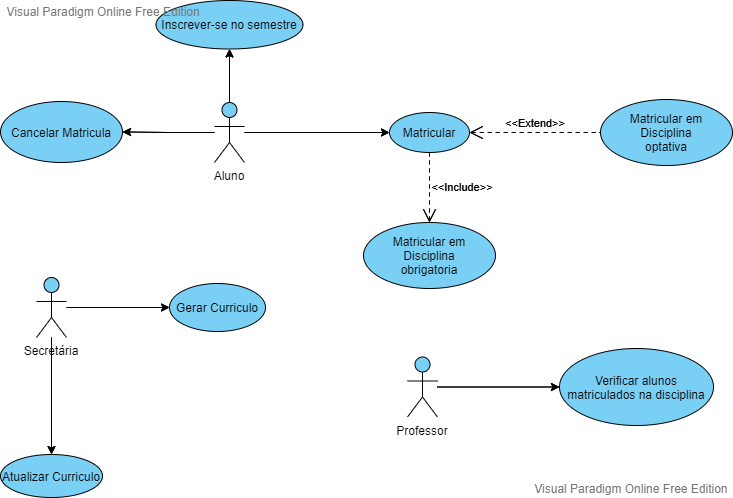 Visual Paradigm Online Free Edition
Inscrever-se no semestre
Cancelar Matricula
Aluno
Matricular
<<Extend>>
Matricular em
Disciplina
optativa
<<Include>>
Matricular em
Disciplina
obrigatoria
Secretária
Gerar Curriculo
Atualizar Curriculo
Professor
Verificar alunos
matriculados na disciplina
Visual Paradigm Online Free Edition